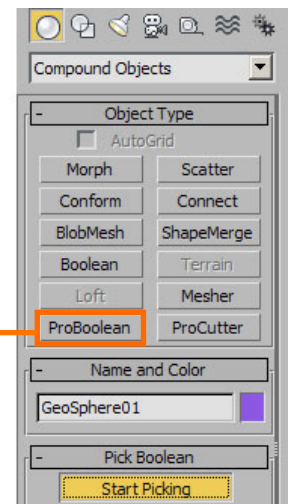 Compound Objects
- Object Type
AutoGrid
Morph Scatter
Conform Connect
BlobMesh ShapeMerge
Boolean Terrain
Loft Mesher
ProBoolean ProCutter
- Name and Color
GeoSphere01
- Pick Boolean
Start Picking